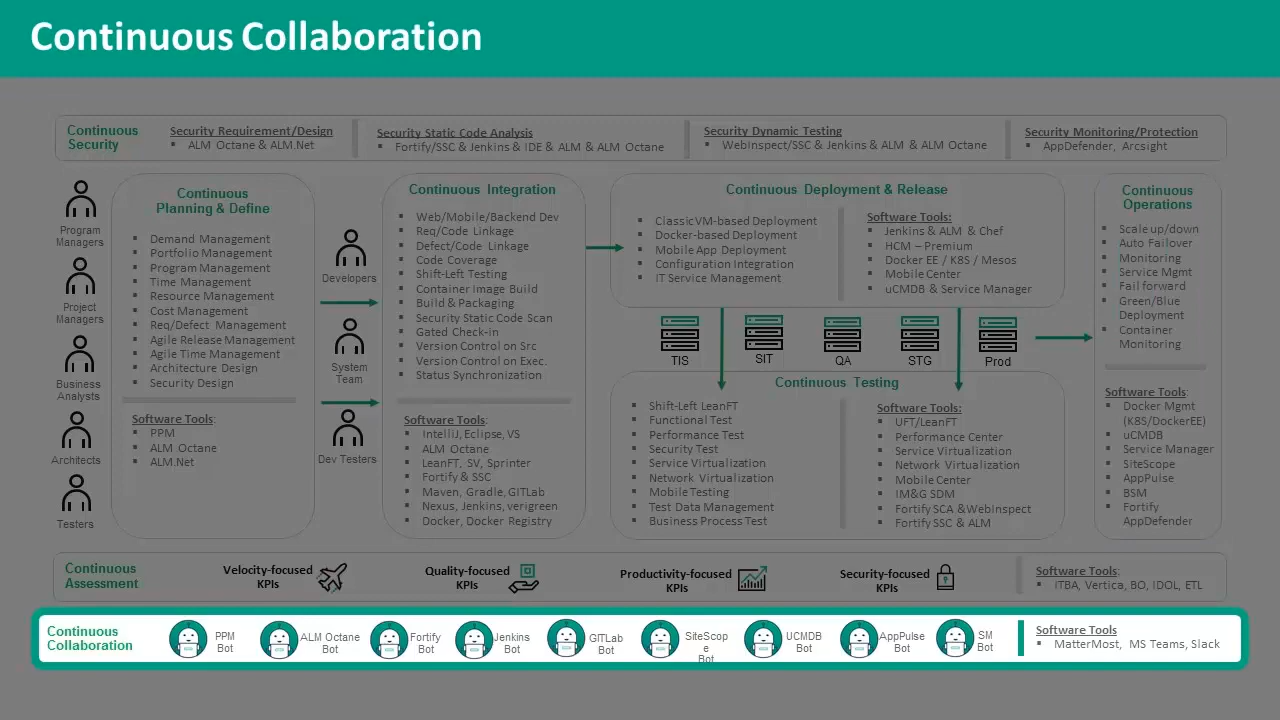 Continuous Collaboration
Continuous
Security
Security Requirement/Design
▪ ALM Octane & ALM.Net
Security Static Code Analysis
▪ Fortify/SSC & Jenkins & IDE & ALM & ALM Octane
Security Dynamic Testing
▪ WebInspect/SSC & Jenkins & ALM & ALM Octane
Security Monitoring/Protection
▪ AppDefender, Arcsight
Program
Managers
Project
Managers
Business
Analysts
Architects
Testers
Continuous
Planning & Define
▪ Demand Management
▪ Portfolio Management
▪ Program Management
▪ Time Management
▪ Resource Management
▪ Cost Management
▪ Req/Defect Management
▪ Agile Release Management
▪ Agile Time Management
▪ Architecture Design
▪ Security Design
Software Tools:
▪ PPM
▪ ALM Octane
▪ ALM.Net
Developers
System
Team
Dev Testers
Continuous Integration
▪ Web/Mobile/Backend Dev
▪ Req/Code Linkage
▪ Defect/Code Linkage
▪ Code Coverage
▪ Shift-Left Testing
▪ Container Image Build
▪ Build & Packaging
▪ Security Static Code Scan
▪ Gated Check-in
▪ Version Control on Src
▪ Version Control on Exec.
▪ Status Synchronization
Software Tools:
▪ IntelliJ, Eclipse, VS
▪ ALM Octane
▪ LeanFT, SV, Sprinter
▪ Fortify & SSC
▪ Maven, Gradle, GITLab
▪ Nexus, Jenkins, verigreen
▪ Docker, Docker Registry
Continuous Deployment & Release
▪ Classic VM-based Deployment
▪ Docker-based Deployment
▪ Mobile App Deployment
▪ Configuration Integration
▪ IT Service Management
Software Tools:
▪ Jenkins & ALM & Chef
▪ HCM – Premium
▪ Docker EE / K8S / Mesos
▪ Mobile Center
▪ uCMDB & Service Manager
TIS
SIT
QA
STG
Prod
Continuous Testing
▪ Shift-Left LeanFT
▪ Functional Test
▪ Performance Test
▪ Security Test
▪ Service Virtualization
▪ Network Virtualization
▪ Mobile Testing
▪ Test Data Management
▪ Business Process Test
Software Tools:
▪ UFT/LeanFT
▪ Performance Center
▪ Service Virtualization
▪ Network Virtualization
▪ Mobile Center
▪ IM&G SDM
▪ Fortify SCA &WebInspect
▪ Fortify SSC & ALM
Continuous
Operations
▪ Scale up/down
▪ Auto Failover
▪ Monitoring
▪ Service Mgmt
▪ Fail forward
▪ Green/Blue
Deployment
▪ Container
Monitoring
Software Tools:
▪ Docker Mgmt
(K8S/DockerEE)
▪ uCMDB
▪ Service Manager
▪ SiteScope
▪ AppPulse
▪ BSM
▪ Fortify
AppDefender
Continuous
Assessment
Velocity-focused
KPIs
Quality-focused
KPIs
Productivity-focused
KPIs
Security-focused
KPIs
Software Tools:
▪ ITBA, Vertica, BO, IDOL, ETL
Continuous
Collaboration
PPM
Bot
ALM Octane
Bot
Fortify
Bot
Jenkins
Bot
GITLab
Bot
SiteScop
e
Bot
UCMDB
Bot
AppPulse
Bot
SM
Bot
Software Tools
▪ MatterMost, MS Teams, Slack